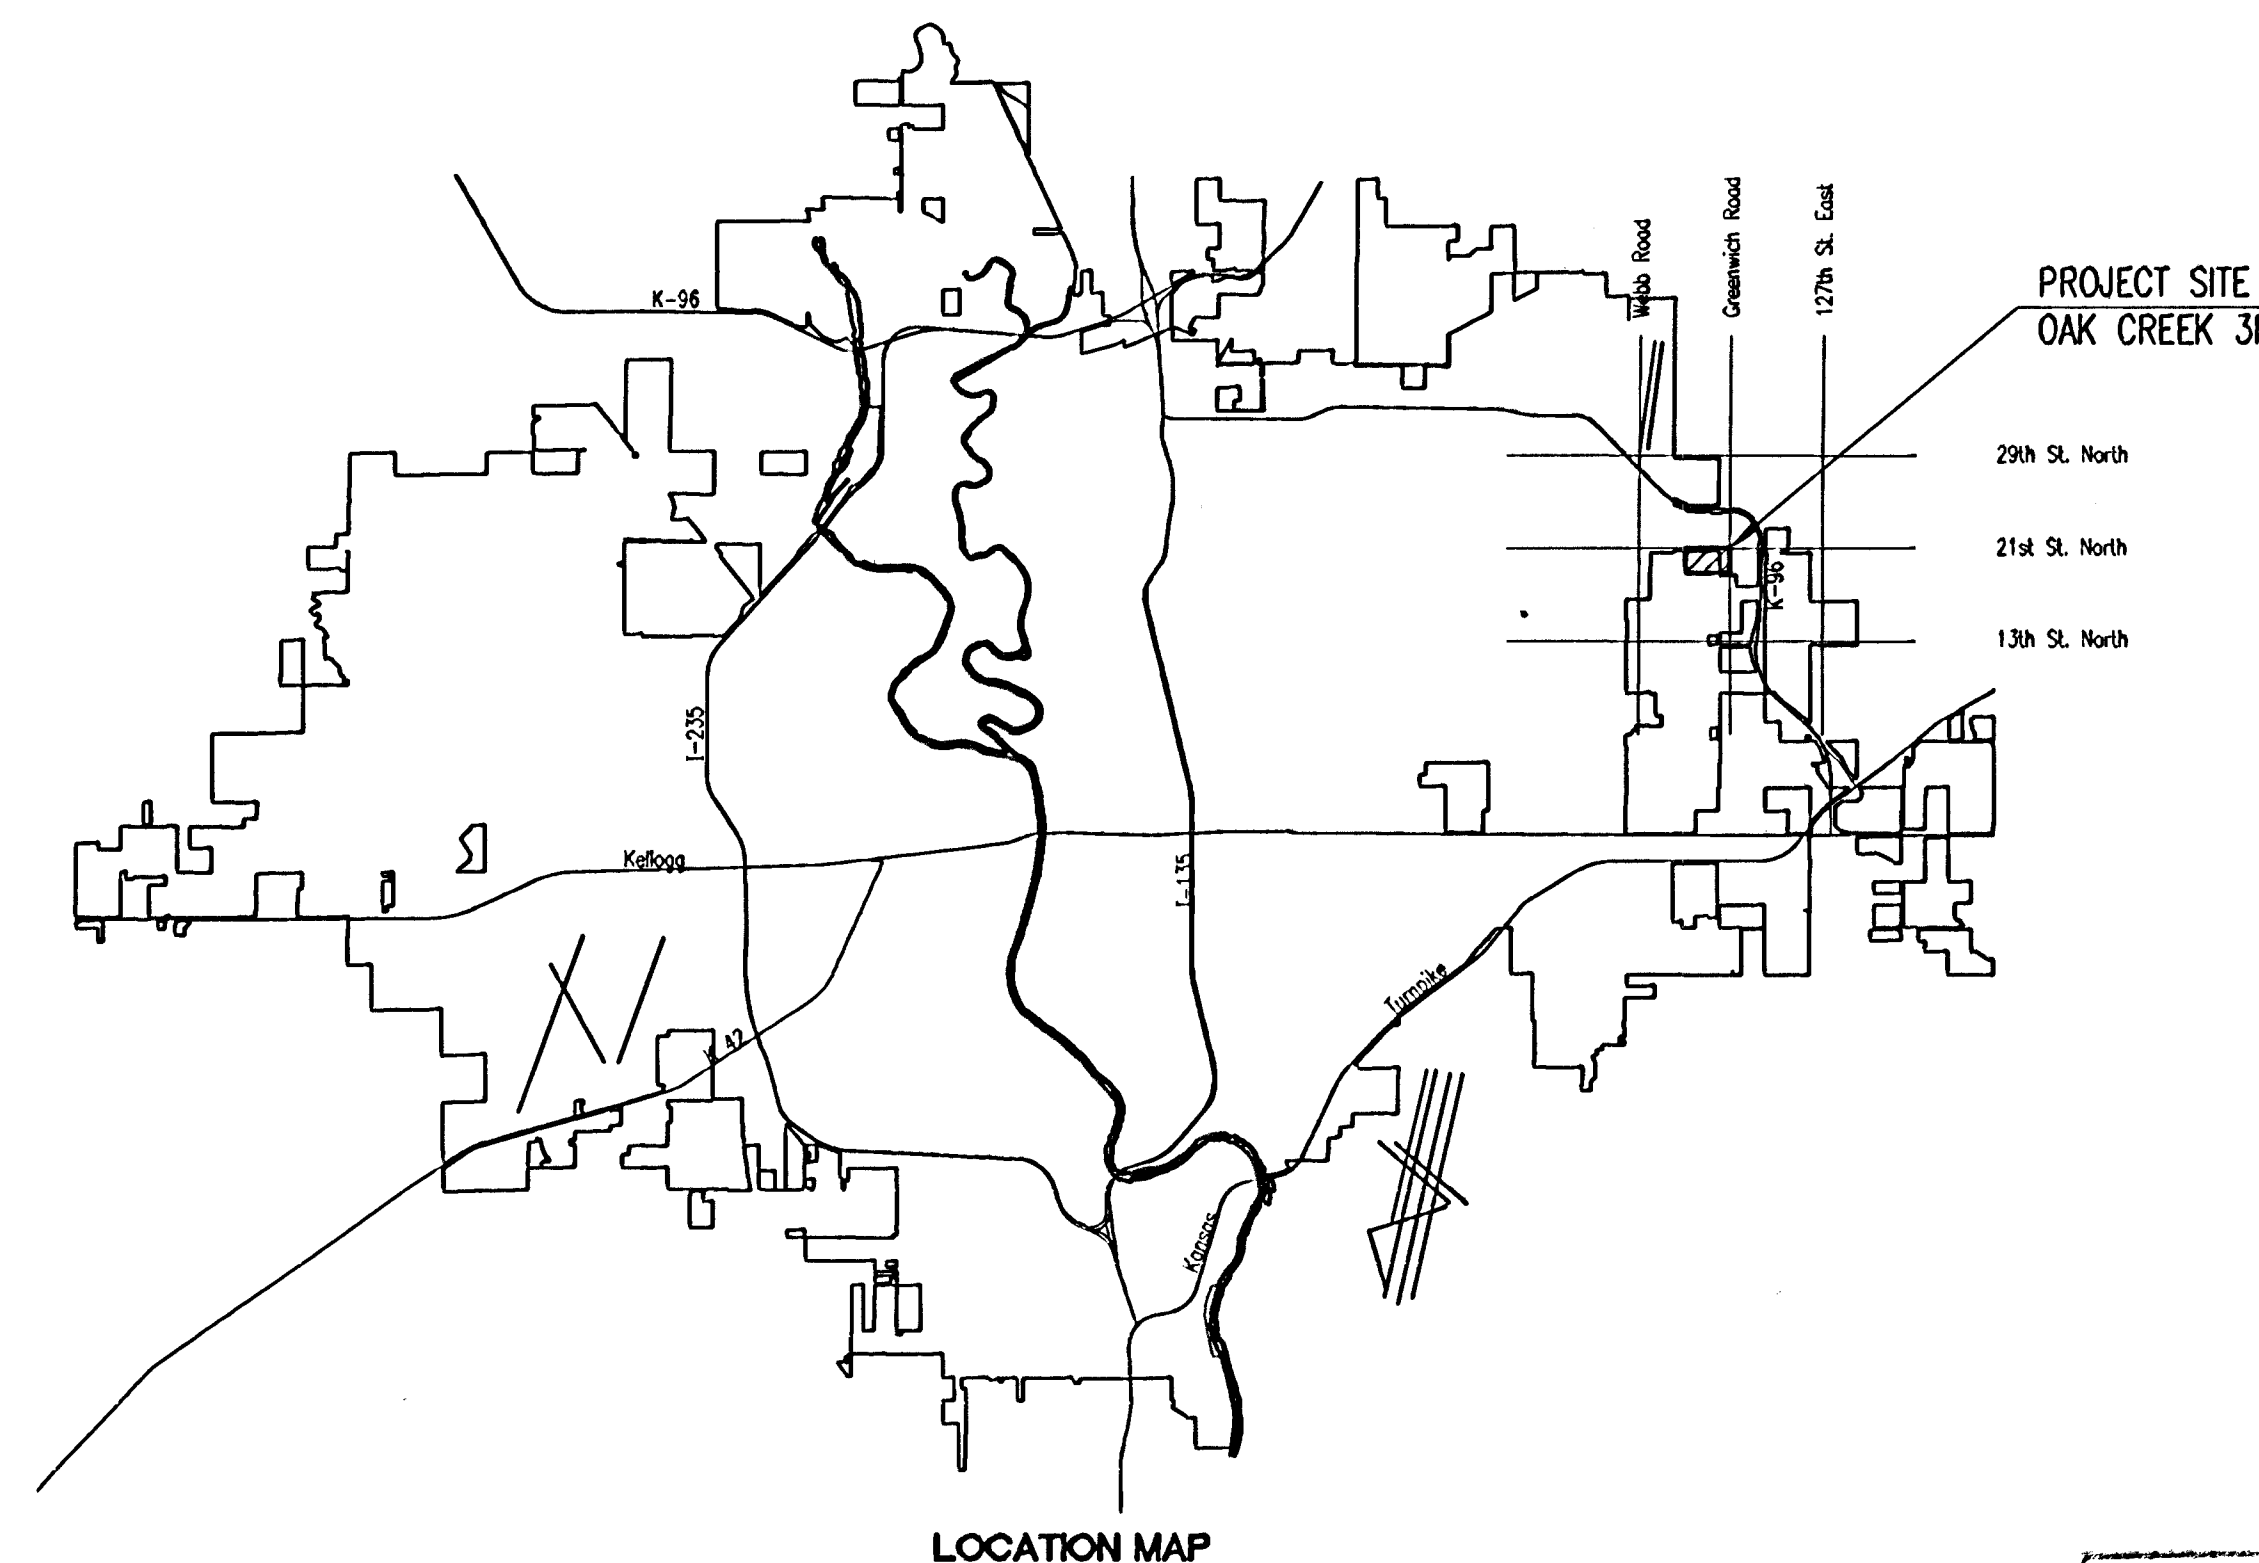 Webb Road
Greenwich Road
127th St. East
PROJECT SITE
OAK CREEK
K-96
29th St. North
21st St. North
K-96
13th St. North
I-235
Kellogg
I-135
Turnpike
K 42
Kansas
LOCATION MAP